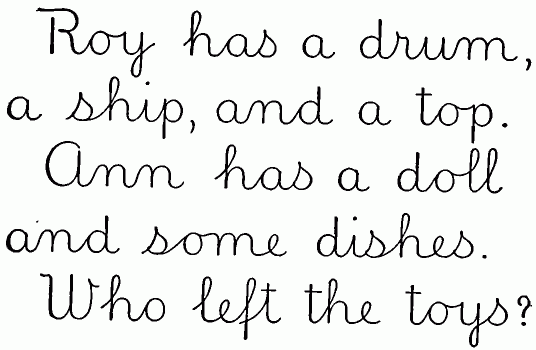 Roy has a drum,
a ship, and a top.
Ann has a doll
and some dishes.
Who left the toys?